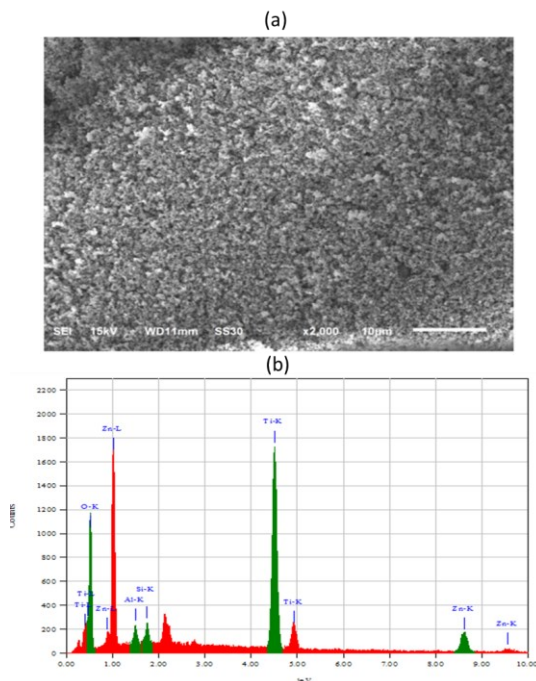 (a)
SEI 15kV WD11mm SS30 x2,000 10µm
(b)
2200
2000
1800
1600
1400
1200
1000
800
600
400
200
0
Counts
Ti-K
Zn-L
O-K
Ti-L
Zn-L
Al-K
Si-K
Ti-K
Zn-K
Zn-K
0.00 1.00 2.00 3.00 4.00 5.00 6.00 7.00 8.00 9.00 10.00
keV